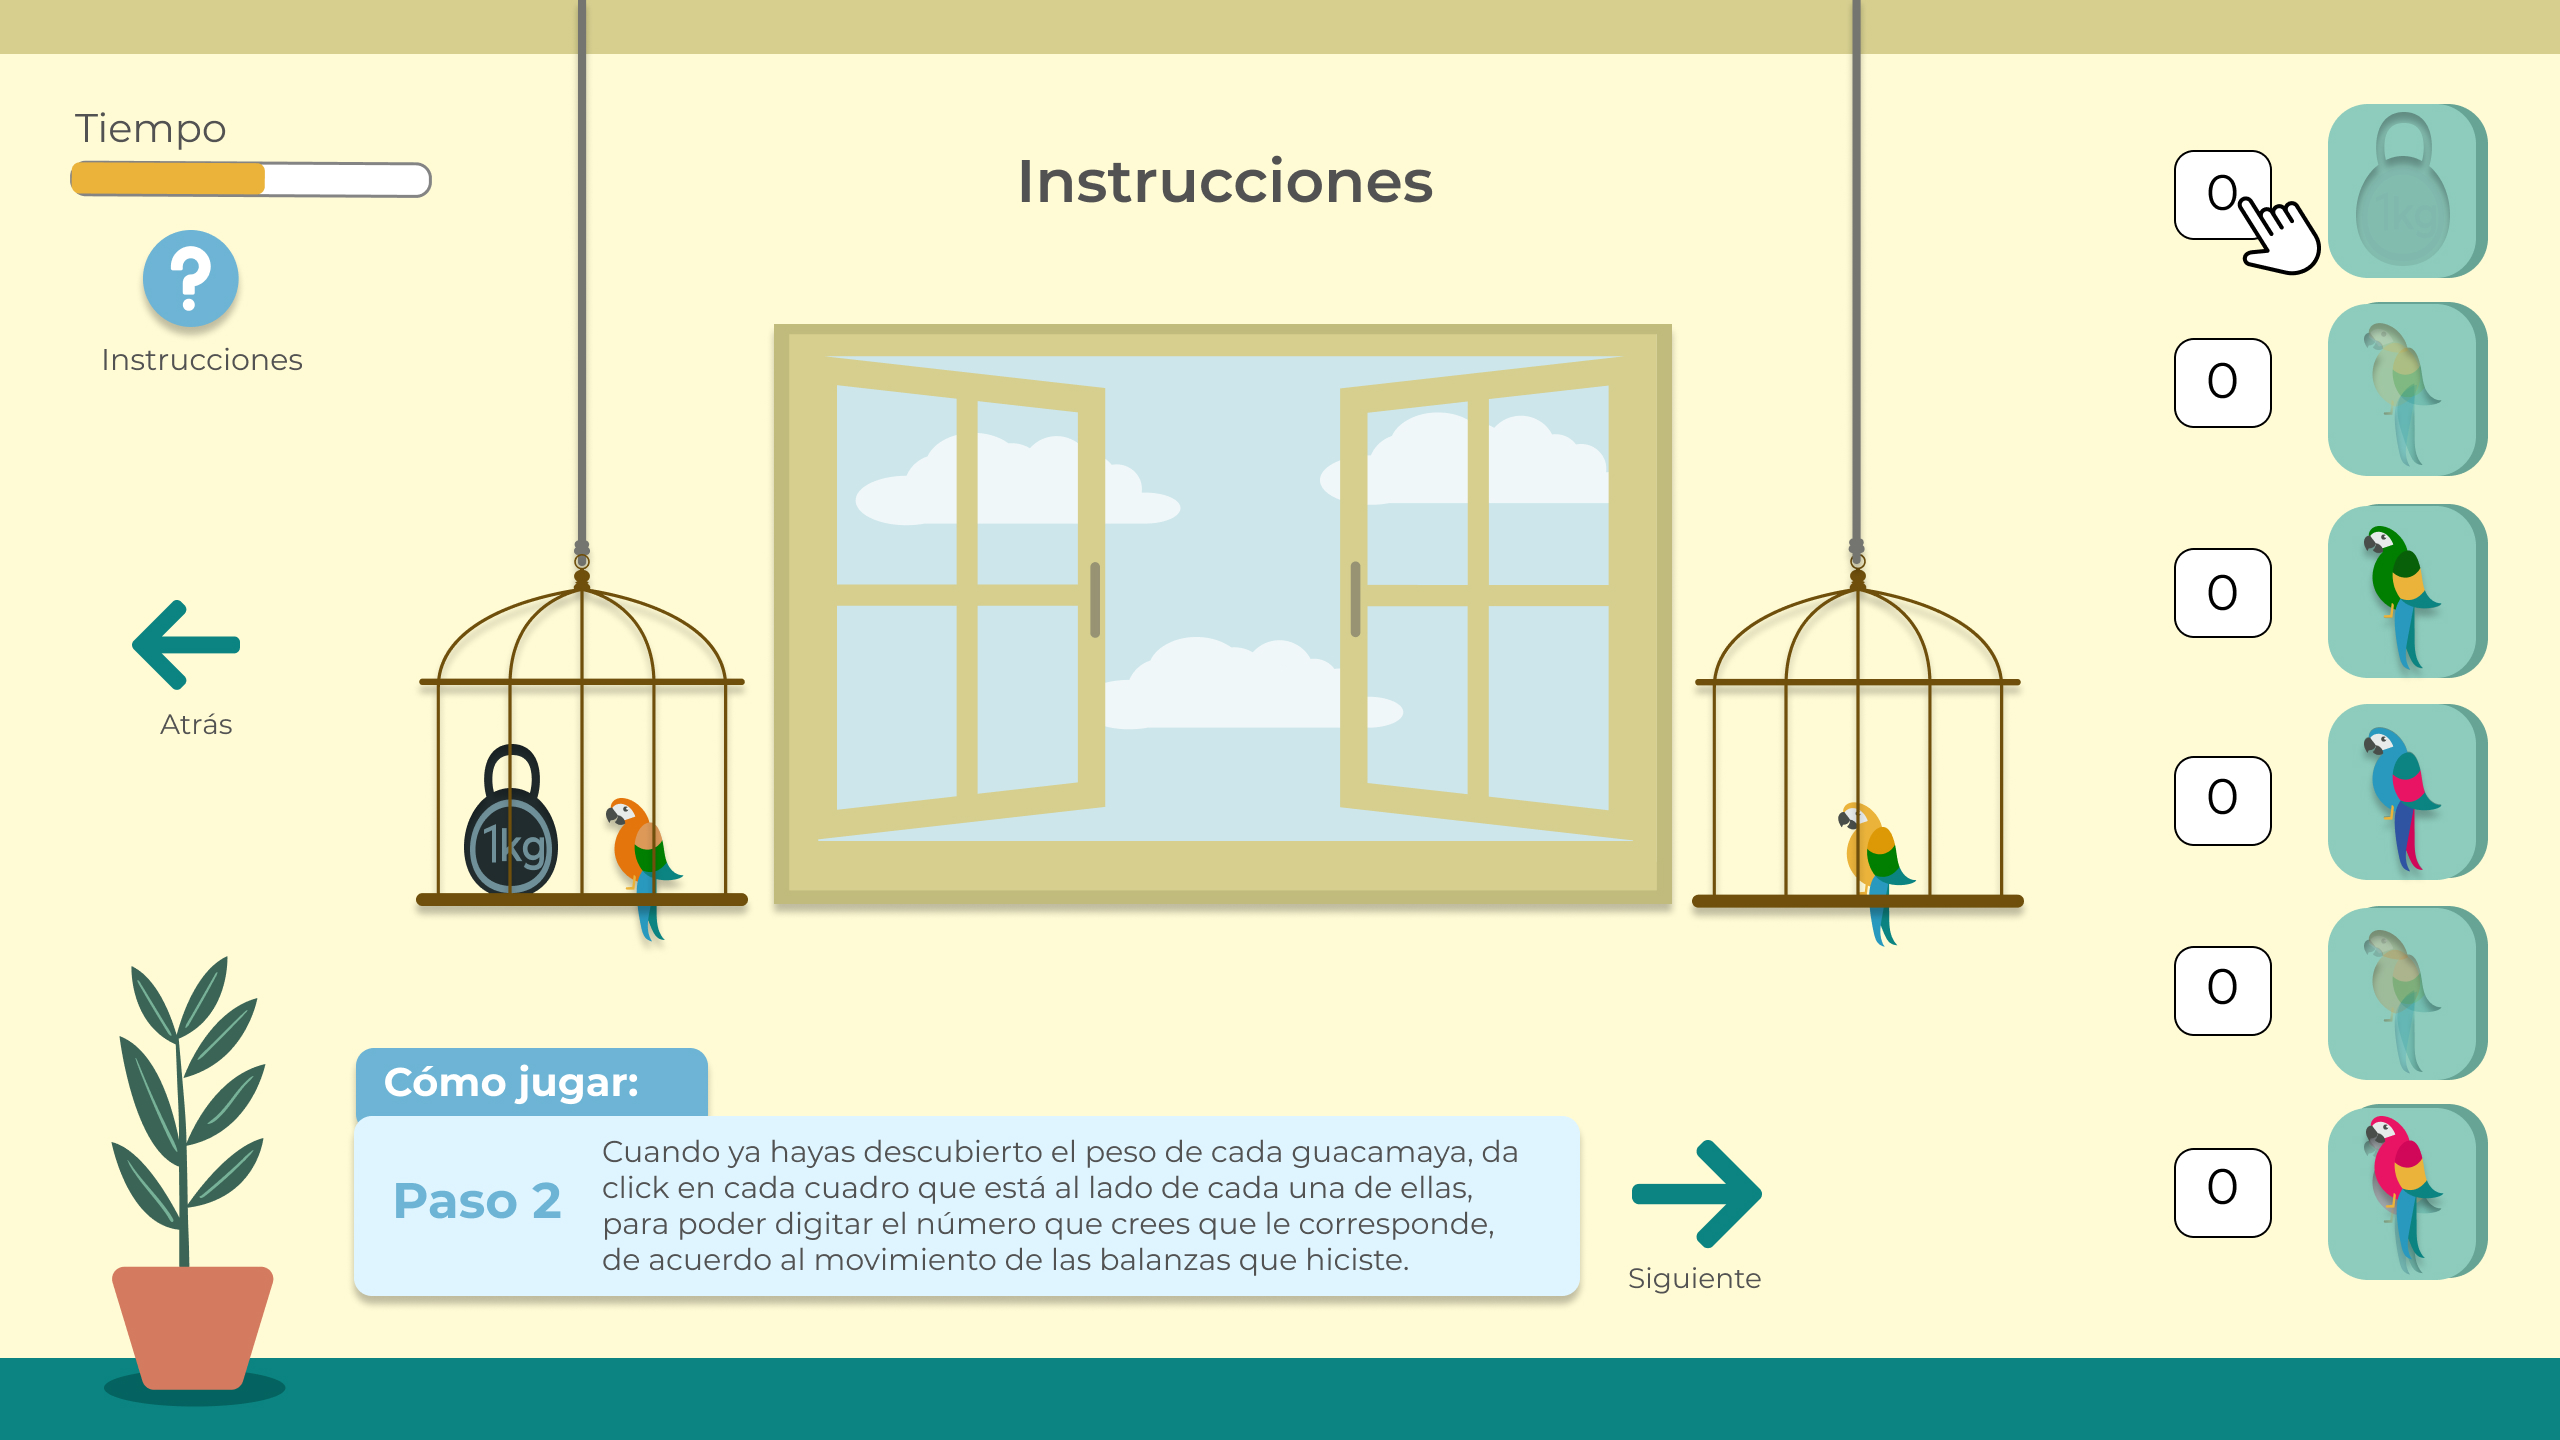 Tiempo
Instrucciones
Instrucciones
Atrás
1kg
Cómo jugar:
Paso 2
Cuando ya hayas descubierto el peso de cada guacamaya, da
click en cada cuadro que está al lado de cada una de ellas,
para poder digitar el número que crees que le corresponde,
de acuerdo al movimiento de las balanzas que hiciste.
Siguiente
0
1kg
0
0
0
0
0